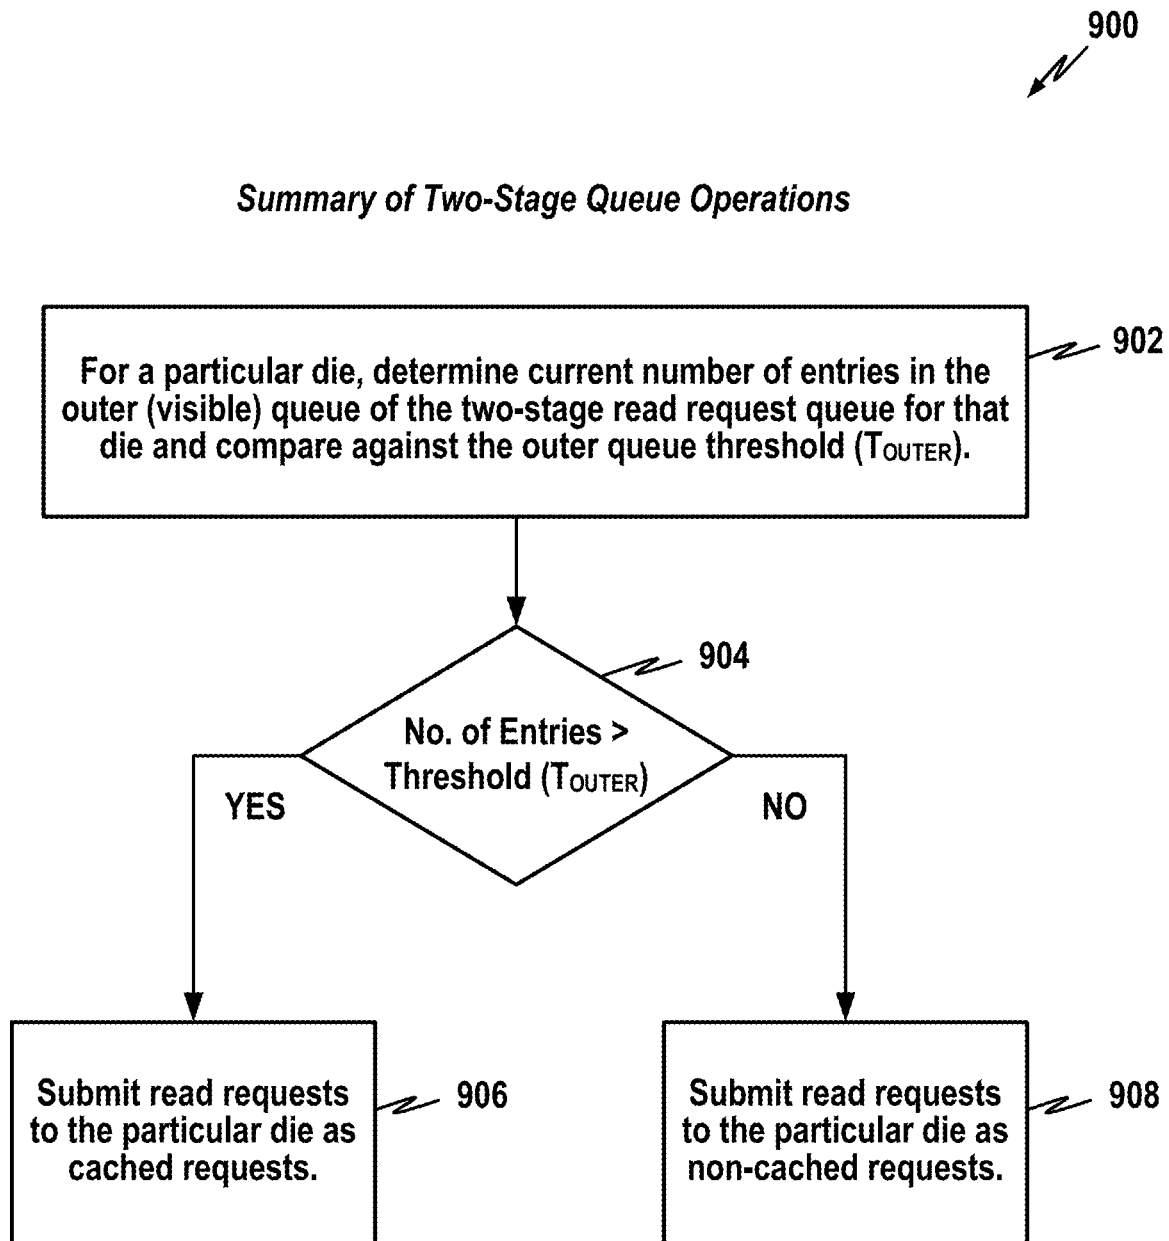 900
Summary of Two-Stage Queue Operations
For a particular die, determine current number of entries in the
outer (visible) queue of the two-stage read request queue for that
die and compare against the outer queue threshold (TOUTER).
902
904
No. of Entries >
Threshold (TOUTER)
YES
NO
Submit read requests
to the particular die as
cached requests.
906
Submit read requests
to the particular die as
non-cached requests.
908